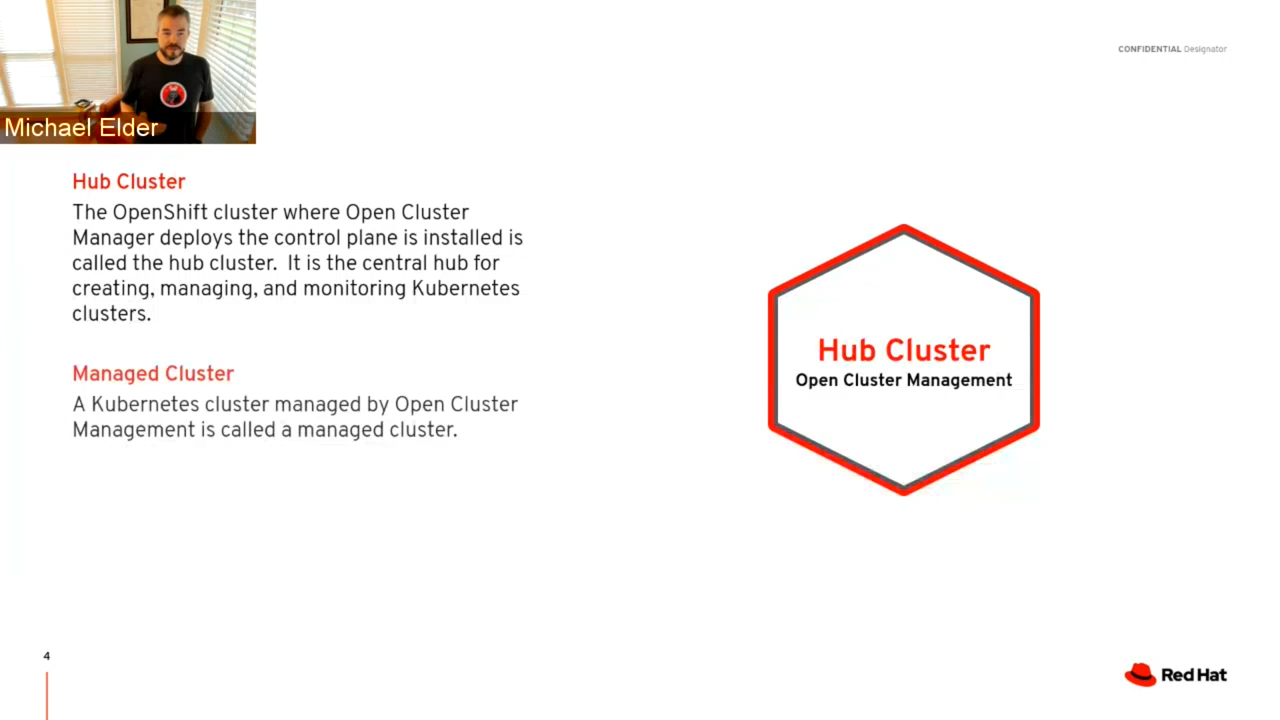 Michael Elder
CONFIDENTIAL Designator
Hub Cluster
The OpenShift cluster where Open Cluster
Manager deploys the control plane is installed is
called the hub cluster. It is the central hub for
creating, managing, and monitoring Kubernetes
clusters.
Managed Cluster
A Kubernetes cluster managed by Open Cluster
Management is called a managed cluster.
Hub Cluster
Open Cluster Management
4
Red Hat